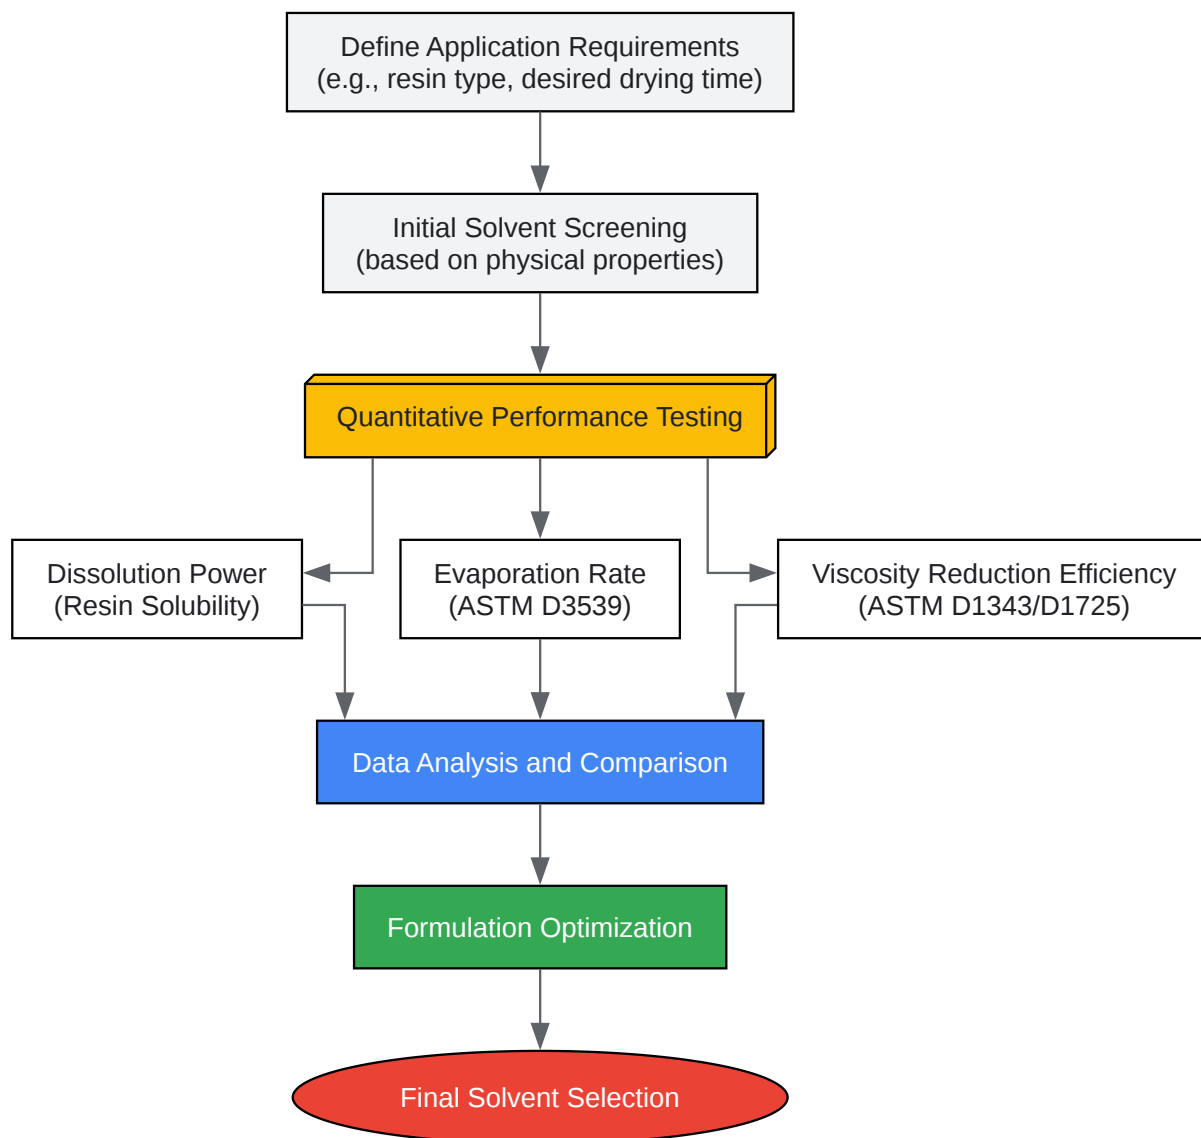 Define Application Requirements
(e.g., resin type, desired drying time)
Initial Solvent Screening
(based on physical properties)
Quantitative Performance Testing
Dissolution Power
(Resin Solubility)
Evaporation Rate
(ASTM D3539)
Viscosity Reduction Efficiency
(ASTM D1343/D1725)
Data Analysis and Comparison
Formulation Optimization
Final Solvent Selection